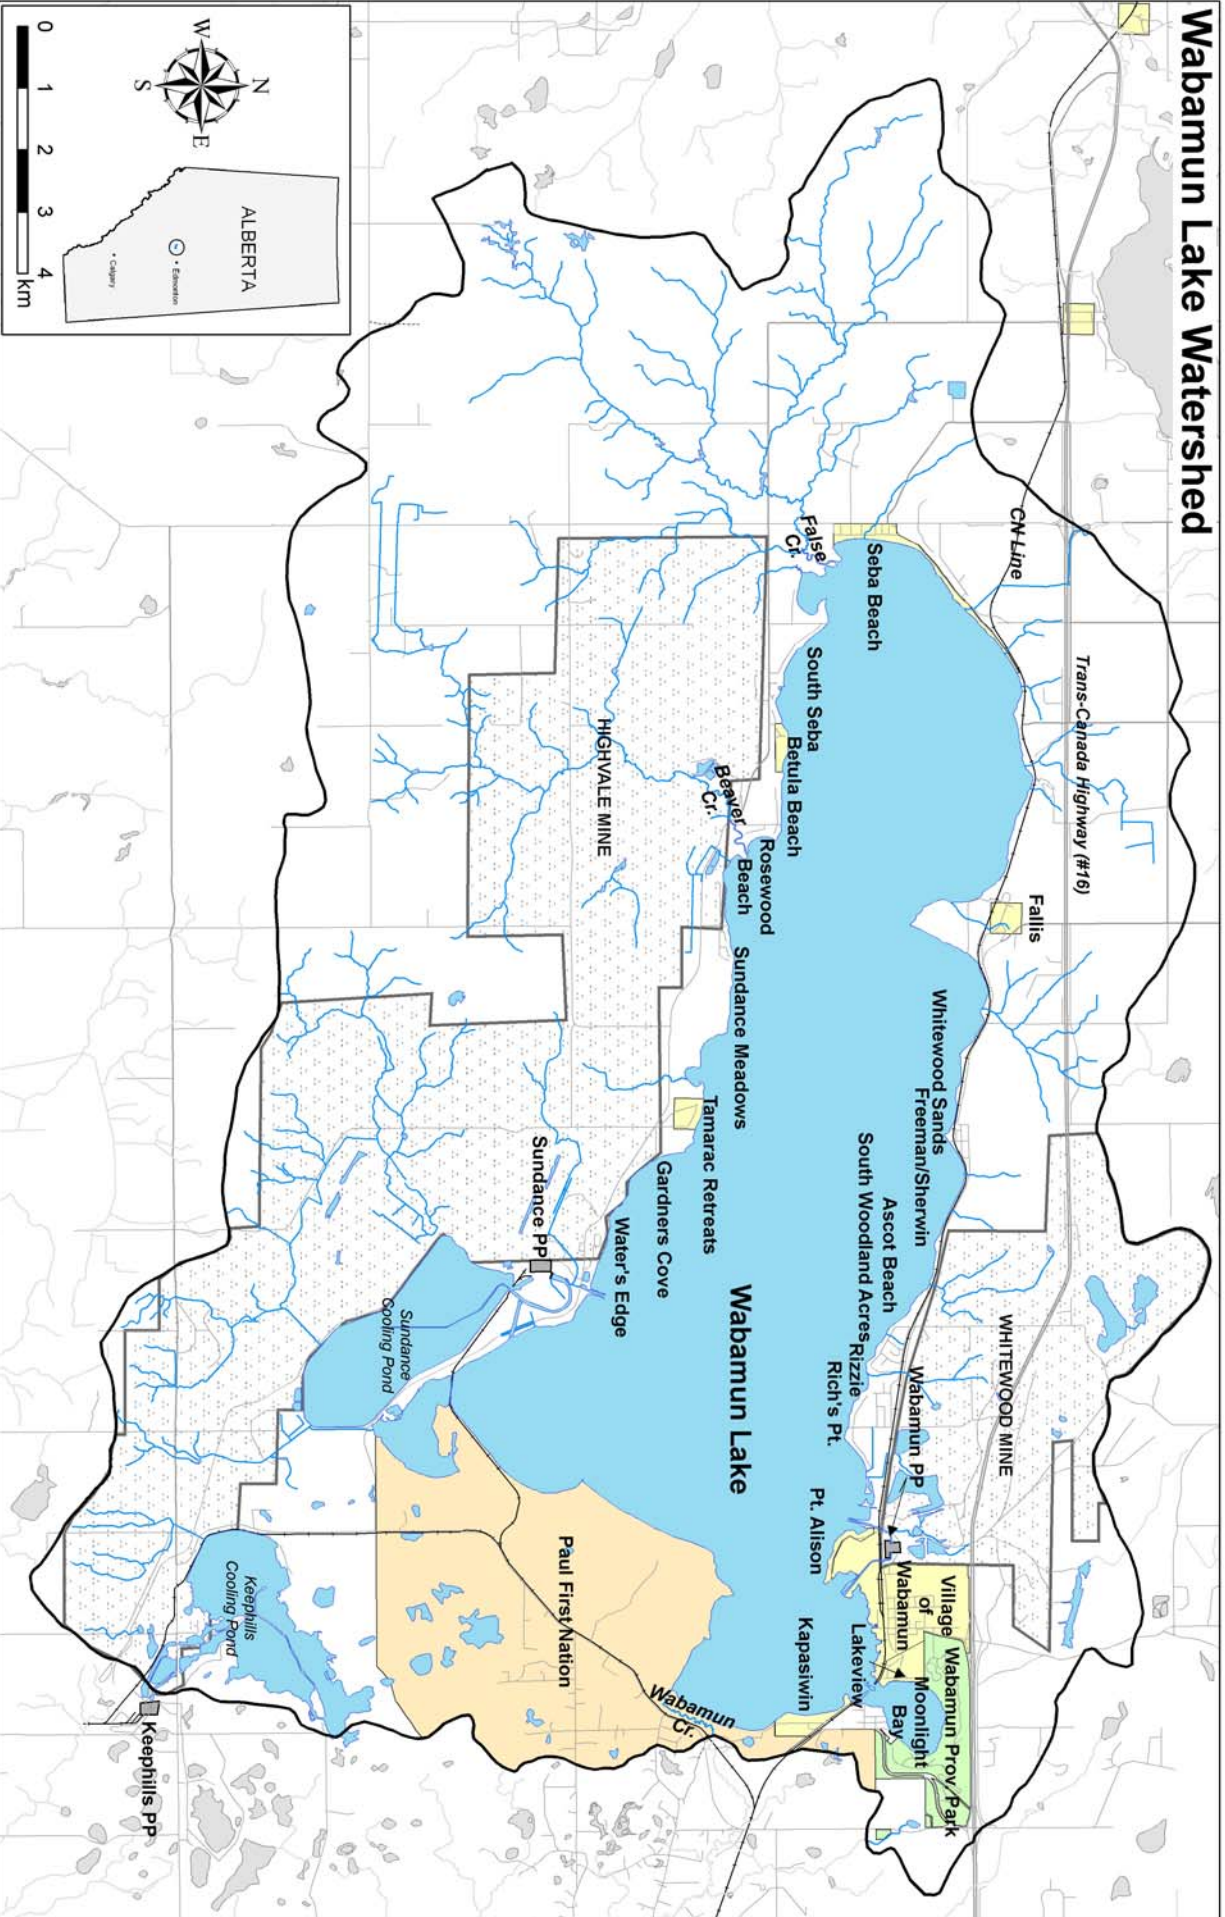 Wabamun Lake Watershed
CN Line
Trans-Canada Highway (#16)
Fallis
Seba Beach
False
Cr.
South Seba
Betula Beach
Beaver
Cr.
Rosewood
Beach
HIGHVALE MINE
Sundance Meadows
Whitewood Sands
Freeman/Sherwin
Ascot Beach
South Woodland Acres
Rizzie
Rich's Pt.
WHITEWOOD MINE
Wabamun PP
Pt. Alison
Village
of
Wabamun
Wabamun Prov. Park
Moonlight
Bay
Lakeview
Kapasiwin
Wabamun Lake
Tamarac Retreats
Gardners Cove
Water's Edge
Sundance PP
Sundance
Cooling Pond
Paul First Nation
Wabamun
Cr.
Keephills
Cooling Pond
Keephills PP
N
W
E
S
ALBERTA
Edmonton
Calgary
0 1 2 3 4
km